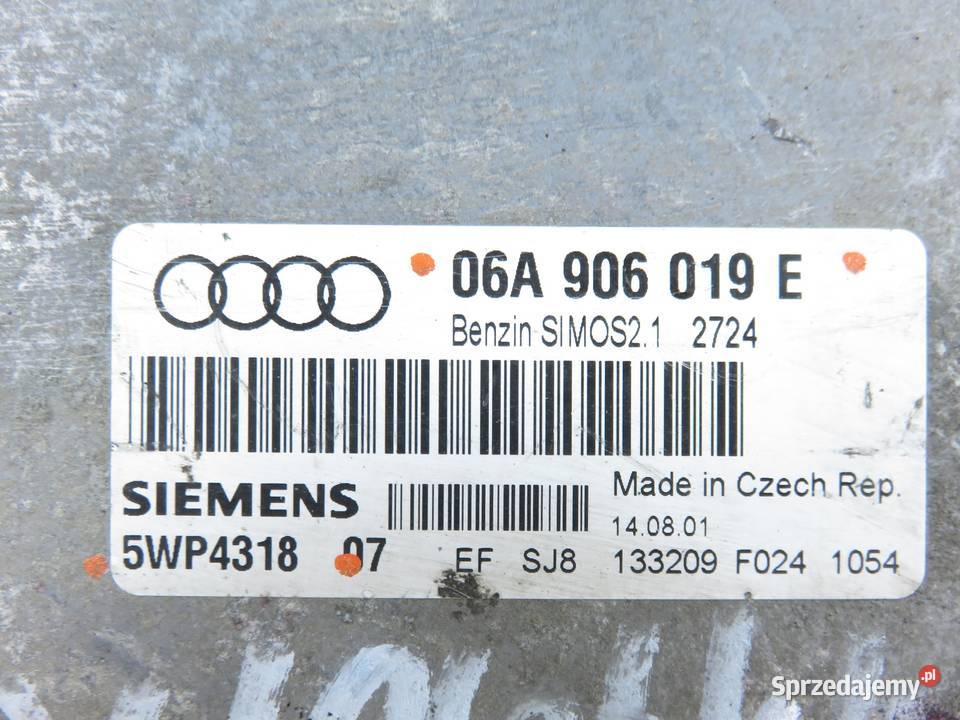 06A 906 019 E
Benzin SIMOS2.1 2724
SIEMENS
Made in Czech Rep.
14.08.01
5WP4318 07 EF SJ8 133209 F024 1054
Sprzedajemy.pl